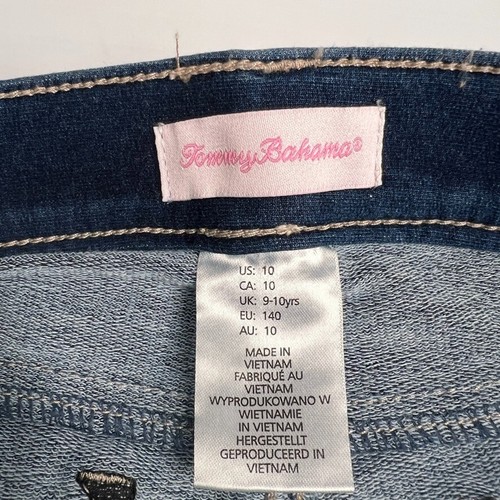 Tommy Bahama®
US: 10
CA: 10
UK: 9-10yrs
EU: 140
AU: 10
MADE IN
VIETNAM
FABRIQUÉ AU
VIETNAM
WYPRODUKOWANO W
WIETNAMIE
IN VIETNAM
HERGESTELLT
GEPRODUCEERD IN
VIETNAM